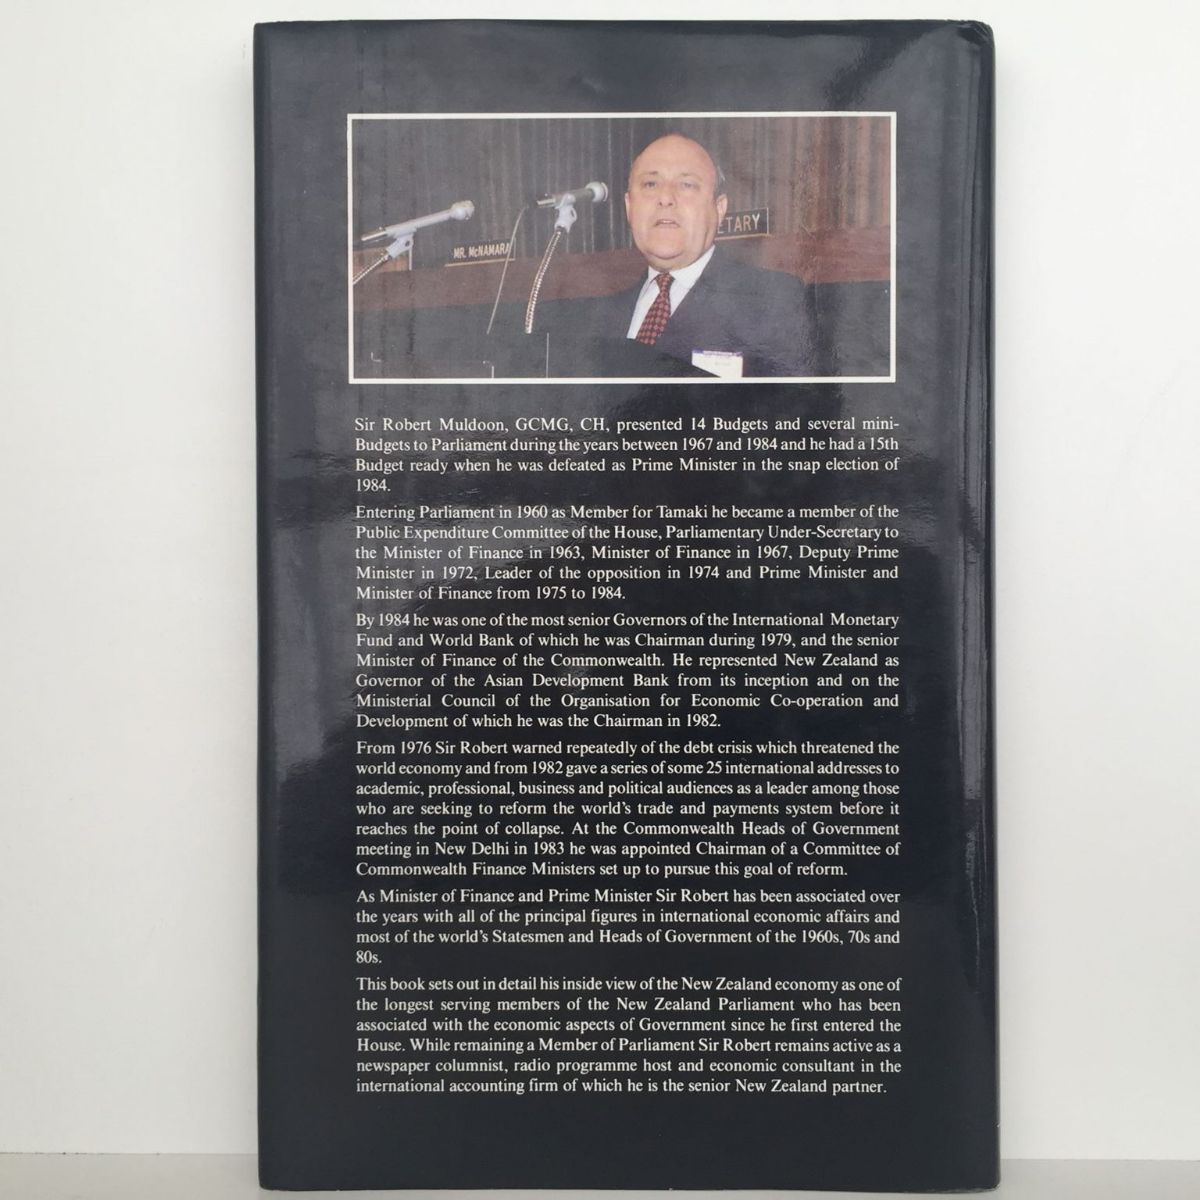 MR. McNAMARA
ETARY
Sir Robert Muldoon, GCMG, CH, presented 14 Budgets and several mini-
Budgets to Parliament during the years between 1967 and 1984 and he had a 15th
Budget ready when he was defeated as Prime Minister in the snap election of
1984.
Entering Parliament in 1960 as Member for Tamaki he became a member of the
Public Expenditure Committee of the House, Parliamentary Under-Secretary to
the Minister of Finance in 1963, Minister of Finance in 1967, Deputy Prime
Minister in 1972, Leader of the opposition in 1974 and Prime Minister and
Minister of Finance from 1975 to 1984.
By 1984 he was one of the most senior Governors of the International Monetary
Fund and World Bank of which he was Chairman during 1979, and the senior
Minister of Finance of the Commonwealth. He represented New Zealand as
Governor of the Asian Development Bank from its inception and on the
Ministerial Council of the Organisation for Economic Co-operation and
Development of which he was the Chairman in 1982.
From 1976 Sir Robert warned repeatedly of the debt crisis which threatened the
world economy and from 1982 gave a series of some 25 international addresses to
academic, professional, business and political audiences as a leader among those
who are seeking to reform the world's trade and payments system before it
reaches the point of collapse. At the Commonwealth Heads of Government
meeting in New Delhi in 1983 he was appointed Chairman of a Committee of
Commonwealth Finance Ministers set up to pursue this goal of reform.
As Minister of Finance and Prime Minister Sir Robert has been associated over
the years with all of the principal figures in international economic affairs and
most of the world's Statesmen and Heads of Government of the 1960s, 70s and
80s.
This book sets out in detail his inside view of the New Zealand economy as one of
the longest serving members of the New Zealand Parliament who has been
associated with the economic aspects of Government since he first entered the
House. While remaining a Member of Parliament Sir Robert remains active as a
newspaper columnist, radio programme host and economic consultant in the
international accounting firm of which he is the senior New Zealand partner.